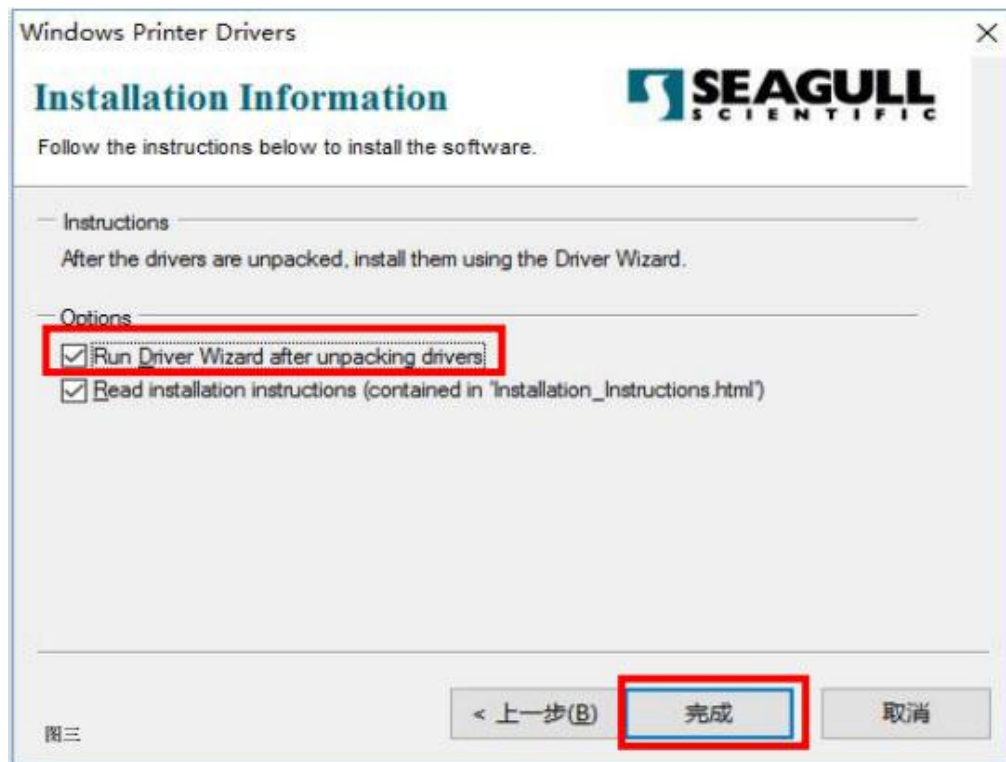 Windows Printer Drivers
Installation Information
SEAGULL
SCIENTIFIC
Follow the instructions below to install the software.
Instructions
After the drivers are unpacked, install them using the Driver Wizard.
Options
Run Driver Wizard after unpacking drivers
Read installation instructions (contained in 'Installation_Instructions.html')
< 上一步(B) 完成 取消
图三